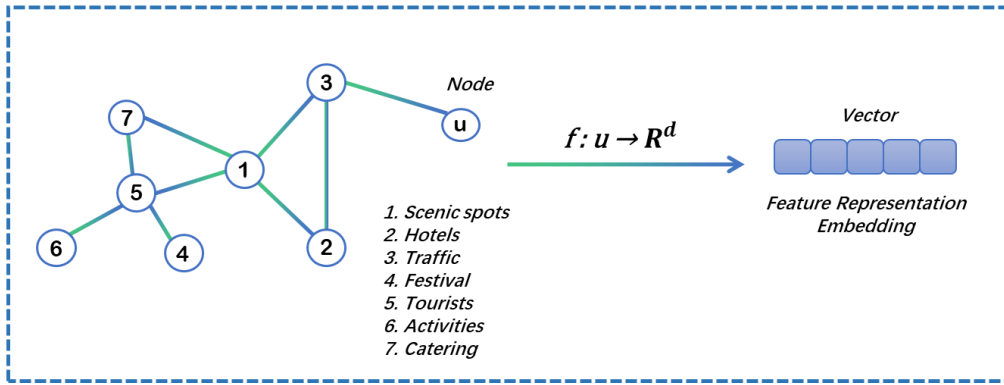 3
Node
7
u
1
5
6
4
2
1. Scenic spots
2. Hotels
3. Traffic
4. Festival
5. Tourists
6. Activities
7. Catering
f: u → R^d
Vector
Feature Representation
Embedding